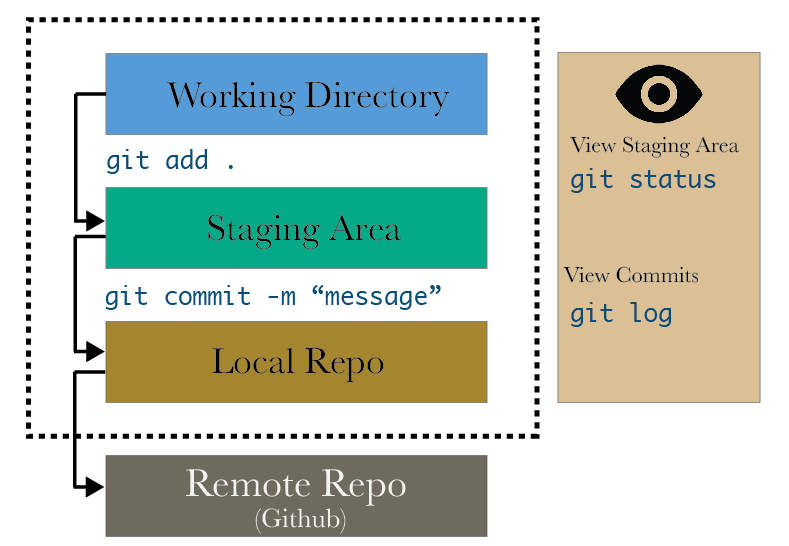 Working Directory
git add .
Staging Area
git commit -m “message”
Local Repo
Remote Repo
(Github)
View Staging Area
git status
View Commits
git log